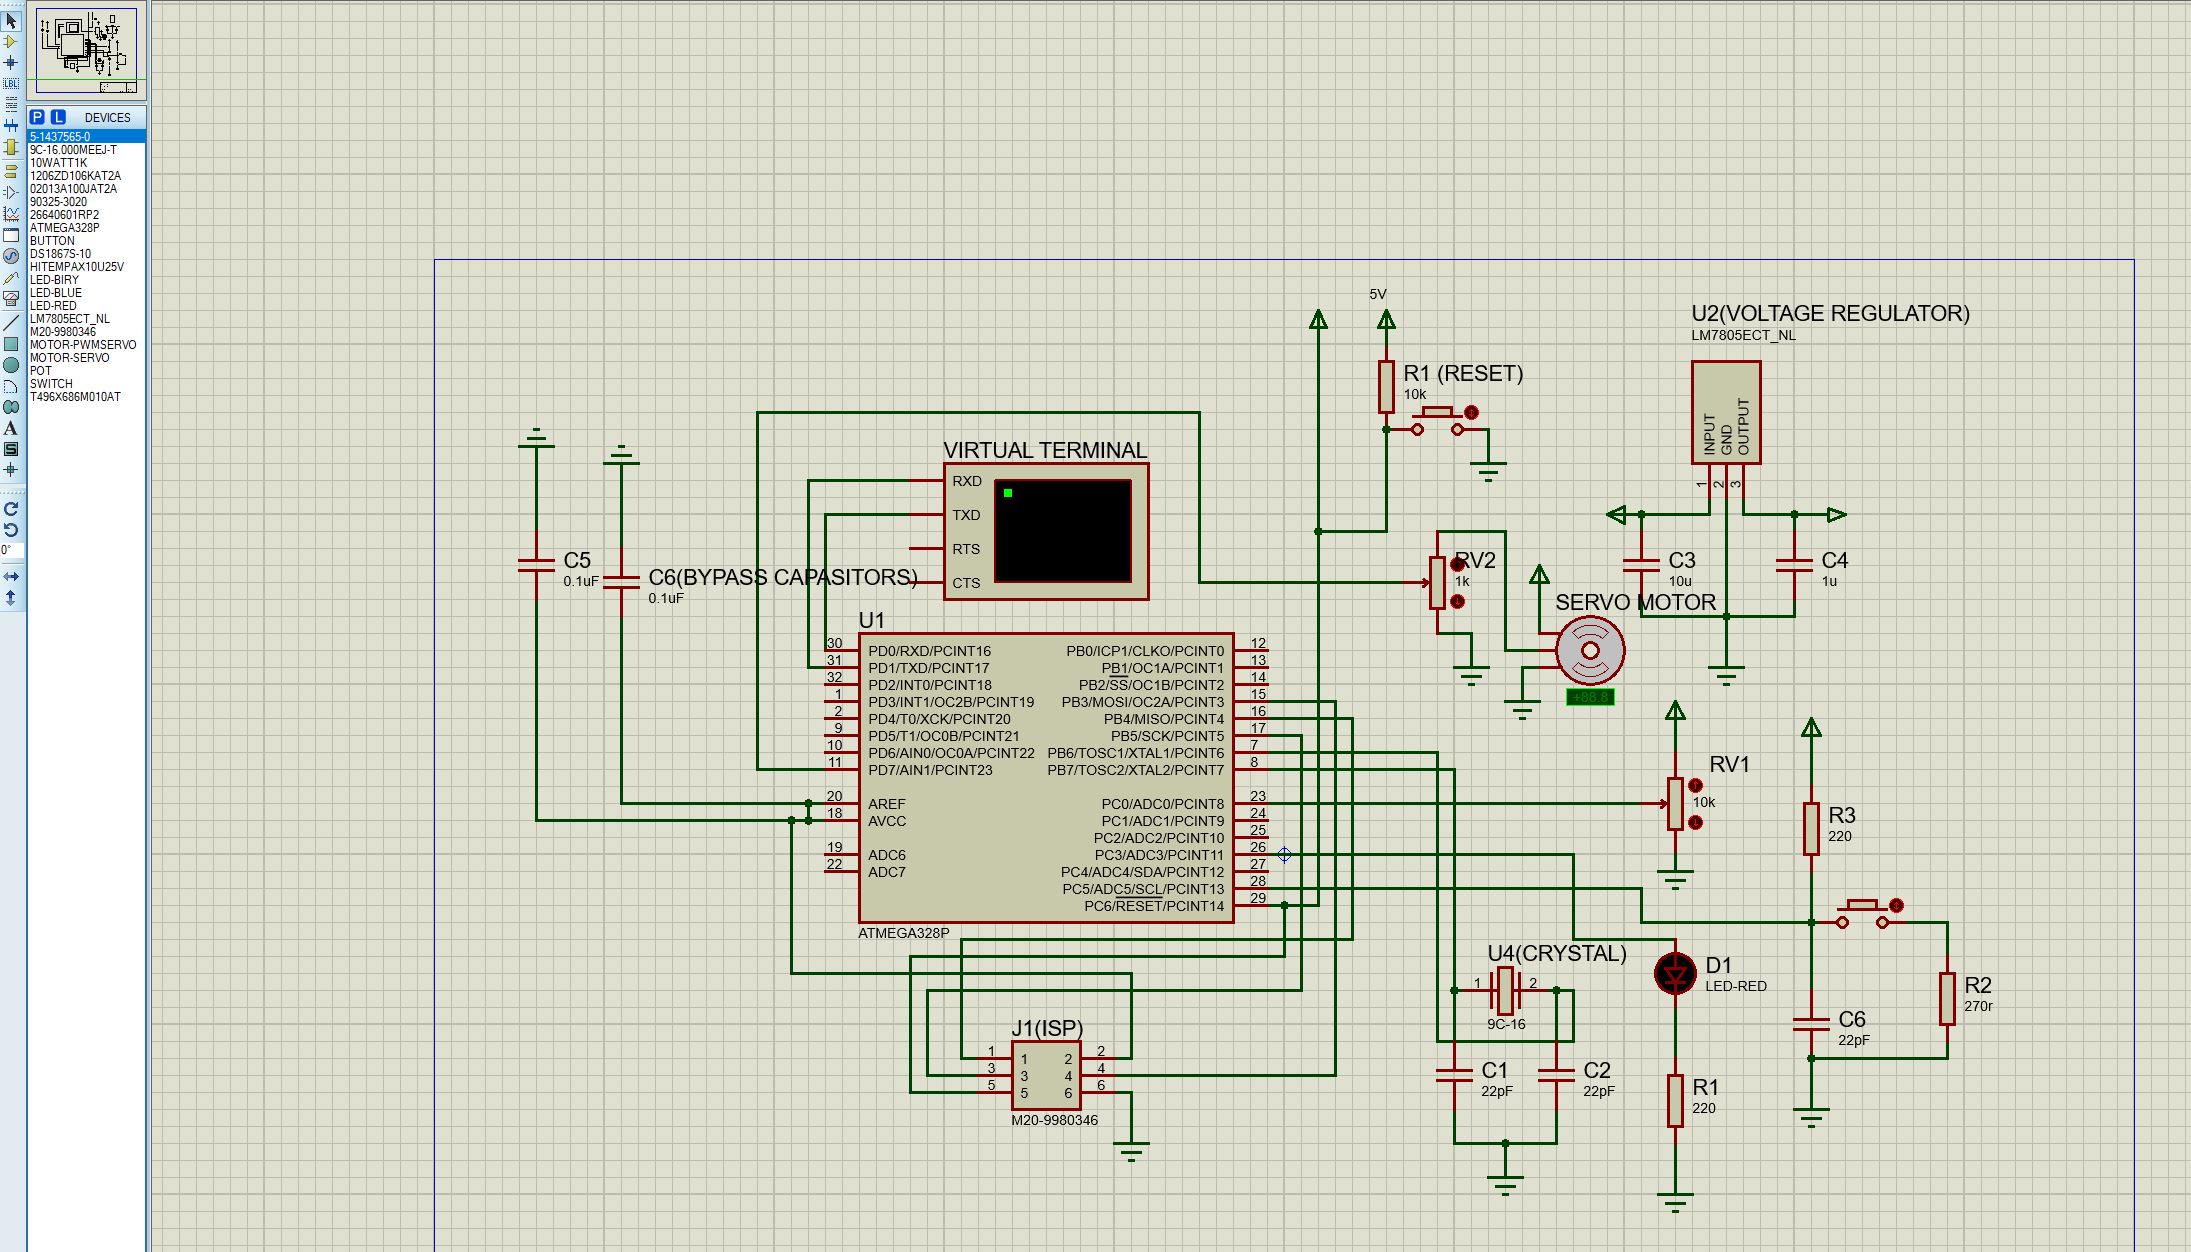 LBL
A
S
0°
P L DEVICES
5-1437565-0
9C-16.000MEEJ-T
10WATT1K
1206ZD106KAT2A
02013A100JAT2A
90325-3020
26640601RP2
ATMEGA328P
BUTTON
DS1867S-10
HITEMPAX10U25V
LED-BIRY
LED-BLUE
LED-RED
LM7805ECT_NL
M20-9980346
MOTOR-PWMSERVO
MOTOR-SERVO
POT
SWITCH
T496X686M010AT
5V
R1 (RESET)
10k
U2(VOLTAGE REGULATOR)
LM7805ECT_NL
INPUT
GND
OUTPUT
1
2
3
C3
10u
C4
1u
VIRTUAL TERMINAL
RXD
TXD
RTS
CTS
C5
0.1uF
C6(BYPASS CAPASITORS)
0.1uF
RV2
1k
SERVO MOTOR
+88.8
U1
30 PD0/RXD/PCINT16
31 PD1/TXD/PCINT17
32 PD2/INT0/PCINT18
1 PD3/INT1/OC2B/PCINT19
2 PD4/T0/XCK/PCINT20
9 PD5/T1/OC0B/PCINT21
10 PD6/AIN0/OC0A/PCINT22
11 PD7/AIN1/PCINT23
20 AREF
18 AVCC
19 ADC6
22 ADC7
PB0/ICP1/CLKO/PCINT0 12
PB1/OC1A/PCINT1 13
PB2/SS/OC1B/PCINT2 14
PB3/MOSI/OC2A/PCINT3 15
PB4/MISO/PCINT4 16
PB5/SCK/PCINT5 17
PB6/TOSC1/XTAL1/PCINT6 7
PB7/TOSC2/XTAL2/PCINT7 8
PC0/ADC0/PCINT8 23
PC1/ADC1/PCINT9 24
PC2/ADC2/PCINT10 25
PC3/ADC3/PCINT11 26
PC4/ADC4/SDA/PCINT12 27
PC5/ADC5/SCL/PCINT13 28
PC6/RESET/PCINT14 29
ATMEGA328P
RV1
10k
R3
220
U4(CRYSTAL)
1 2
9C-16
D1
LED-RED
R2
270r
C6
22pF
C1
22pF
C2
22pF
R1
220
J1(ISP)
1 1 2 2
3 3 4 4
5 5 6 6
M20-9980346